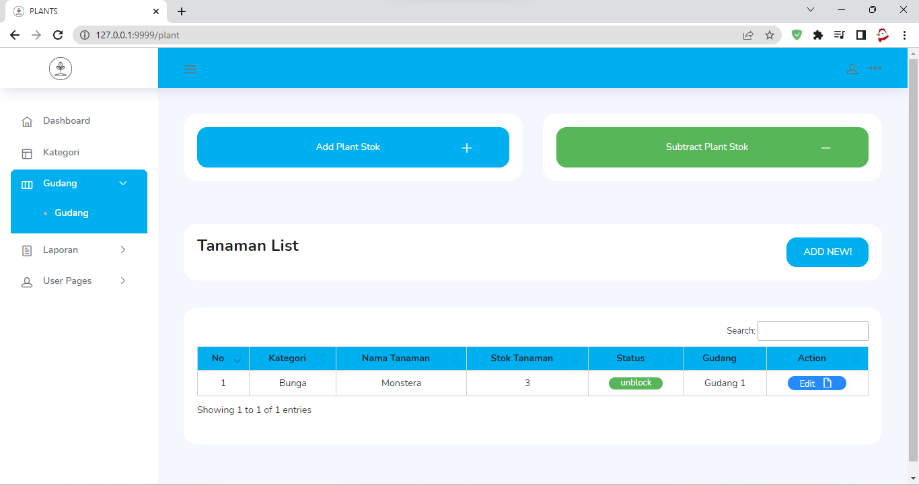 PLANTS
127.0.0.1:9999/plant
Dashboard
Kategori
Gudang
Gudang
Laporan
User Pages
Add Plant Stok
Subtract Plant Stok
Tanaman List
ADD NEW!
Search:
No Kategori Nama Tanaman Stok Tanaman Status Gudang Action
1 Bunga Monstera 3 unblock Gudang 1 Edit
Showing 1 to 1 of 1 entries